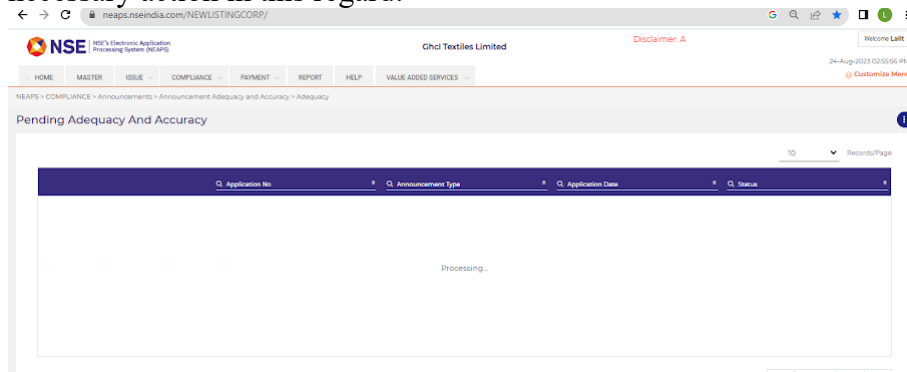 necessary action in this regard.
neaps.nseindia.com/NEWLISTINGCORP/
NSE NSE's Electronic Application
Processing System (NEAPS)
Ghcl Textiles Limited
Disclaimer: A
Welcome Lalit
24-Aug-2023 02:55:56 PM
Customize Menu
HOME MASTER ISSUE COMPLIANCE PAYMENT REPORT HELP VALUE ADDED SERVICES
NEAPS > COMPLIANCE > Announcements > Announcement Adequacy and Accuracy > Adequacy
Pending Adequacy And Accuracy
10 Records/Page
Application No Announcement Type Application Date Status
Processing...